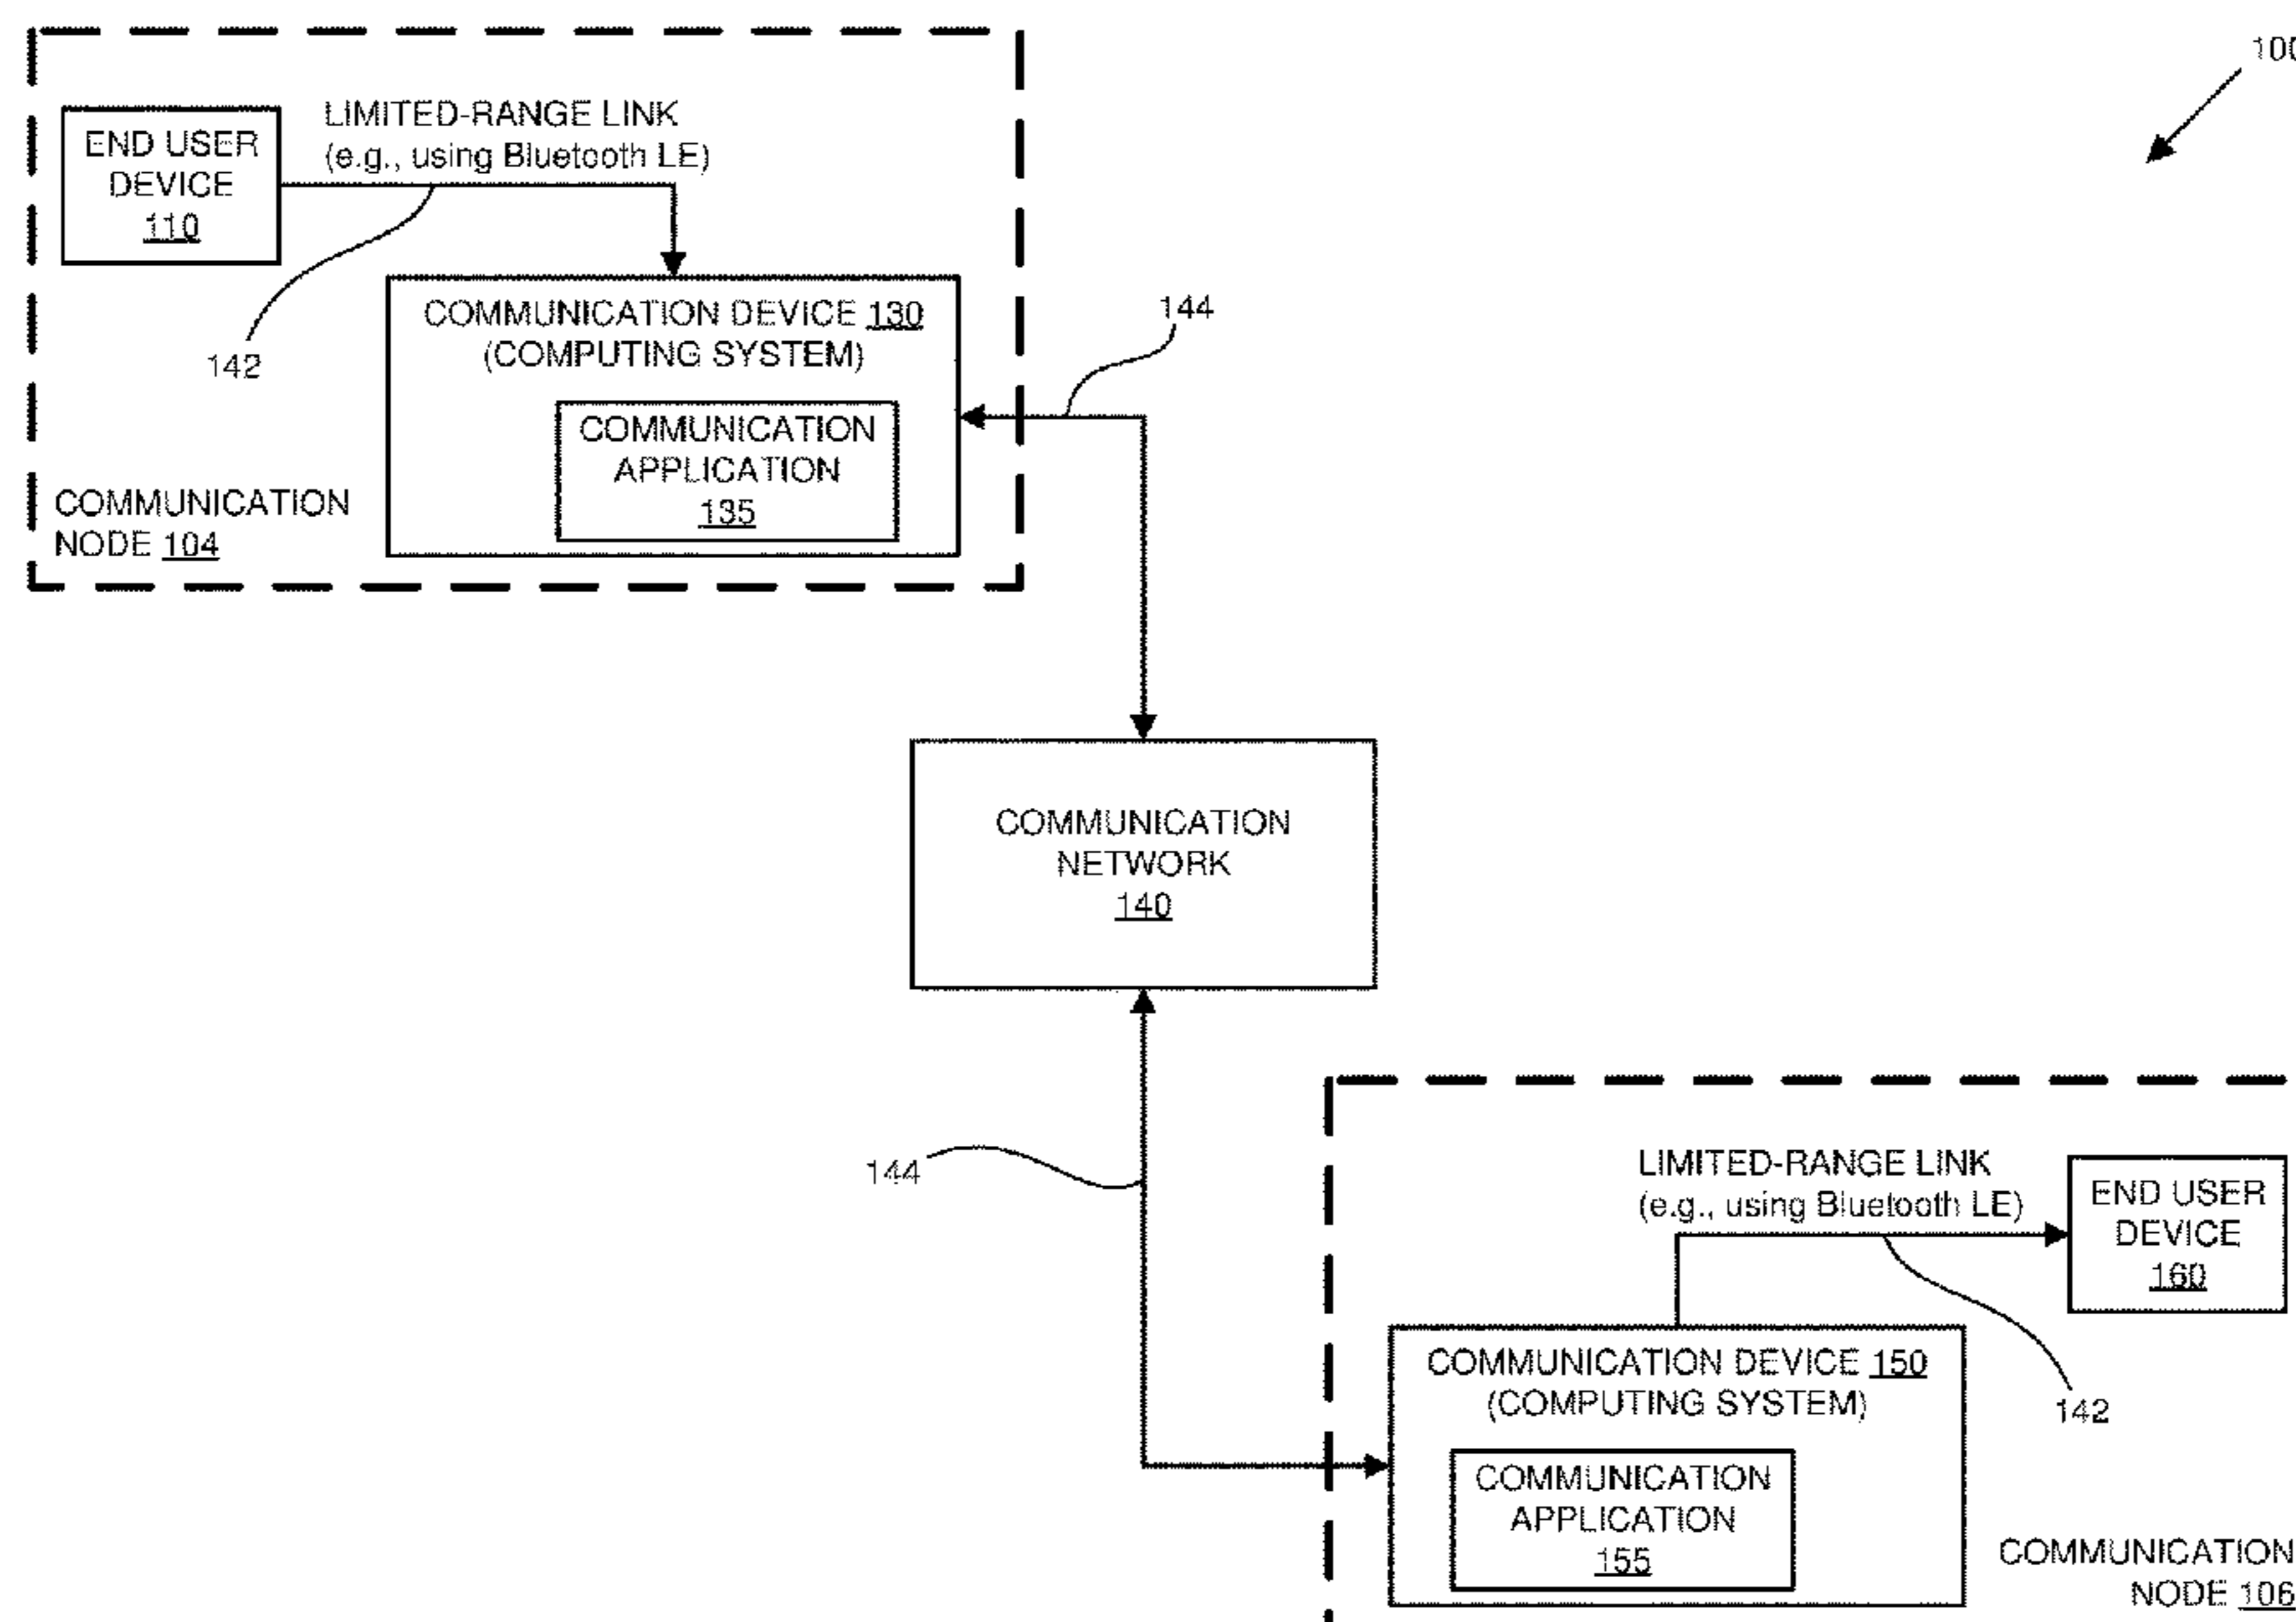 100
END USER
DEVICE
110
LIMITED-RANGE LINK
(e.g., using Bluetooth LE)
142
COMMUNICATION DEVICE 130
(COMPUTING SYSTEM)
COMMUNICATION
APPLICATION
135
COMMUNICATION
NODE 104
144
COMMUNICATION
NETWORK
140
144
LIMITED-RANGE LINK
(e.g., using Bluetooth LE)
END USER
DEVICE
160
142
COMMUNICATION DEVICE 150
(COMPUTING SYSTEM)
COMMUNICATION
APPLICATION
155
COMMUNICATION
NODE 106